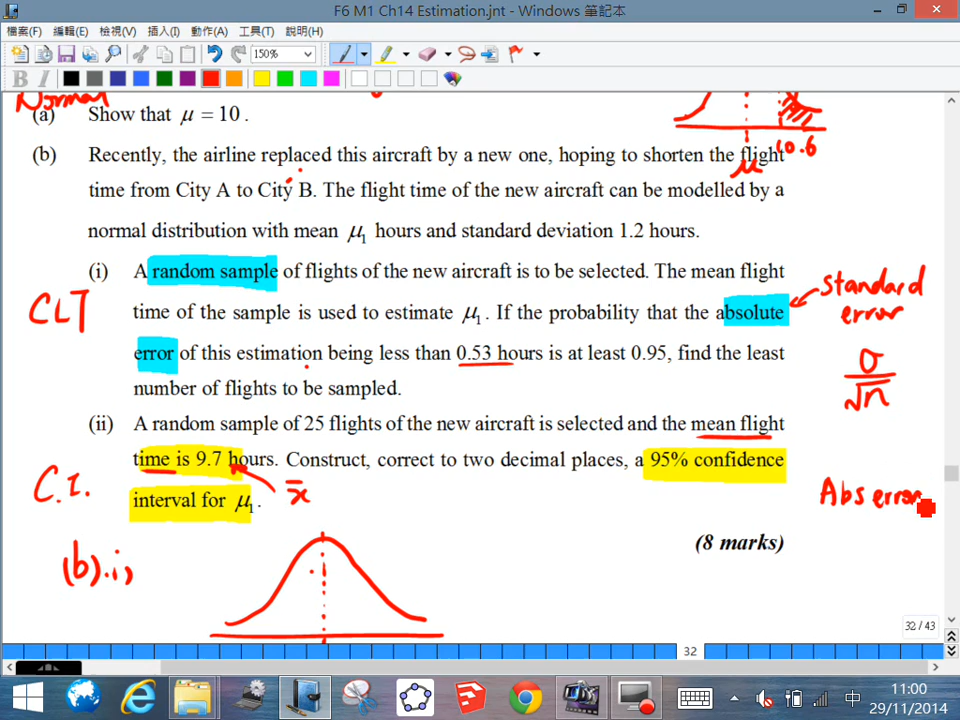 F6 M1 Ch14 Estimation.jnt - Windows 筆記本
檔案(F) 編輯(E) 檢視(V) 插入(I) 動作(A) 工具(T) 說明(H)
150%
B I
Normal
(a) Show that μ = 10 .
10.6
μ
(b) Recently, the airline replaced this aircraft by a new one, hoping to shorten the flight
time from City A to City B. The flight time of the new aircraft can be modelled by a
normal distribution with mean μ₁ hours and standard deviation 1.2 hours.
(i) A random sample of flights of the new aircraft is to be selected. The mean flight
time of the sample is used to estimate μ₁ . If the probability that the absolute
error of this estimation being less than 0.53 hours is at least 0.95, find the least
number of flights to be sampled.
CLT
standard
error
σ/√n
(ii) A random sample of 25 flights of the new aircraft is selected and the mean flight
time is 9.7 hours. Construct, correct to two decimal places, a 95% confidence
interval for μ₁ .
C.I.
x̄
Abs error
(8 marks)
(b).i)
32 / 43
32
中
11:00
29/11/2014